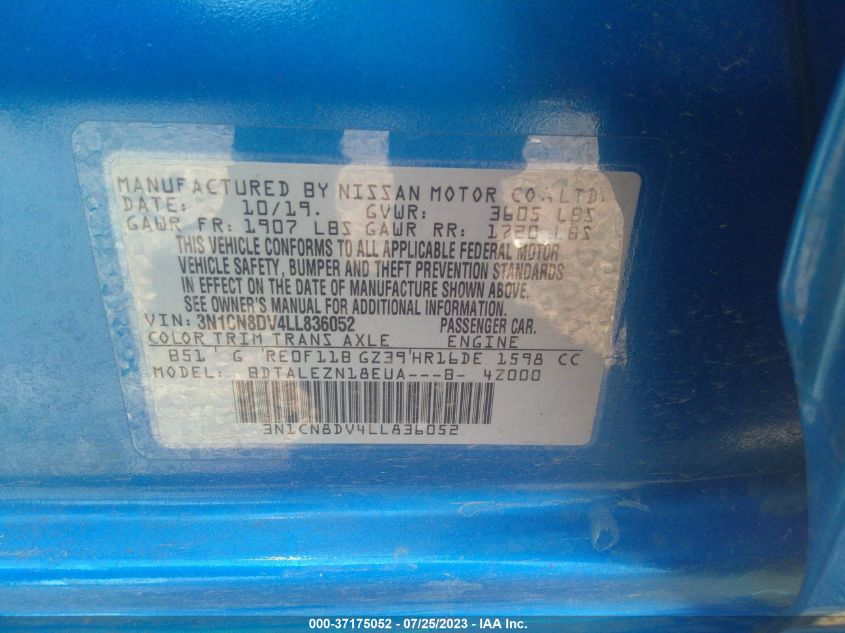 MANUFACTURED BY NISSAN MOTOR CO., LTD.
DATE: 10/19. GVWR: 3605 LBS
GAWR FR: 1907 LBS GAWR RR: 1720 LBS
THIS VEHICLE CONFORMS TO ALL APPLICABLE FEDERAL MOTOR
VEHICLE SAFETY, BUMPER AND THEFT PREVENTION STANDARDS
IN EFFECT ON THE DATE OF MANUFACTURE SHOWN ABOVE.
SEE OWNER'S MANUAL FOR ADDITIONAL INFORMATION.
VIN: 3N1CN8DV4LL836052 PASSENGER CAR.
COLOR TRIM TRANS AXLE ENGINE
B51 G RE0F11B GZ39 HR16DE 1598 CC
MODEL: BDTALEZN18EUA---B- 4Z000
3N1CN8DV4LL836052
000-37175052 - 07/25/2023 - IAA Inc.